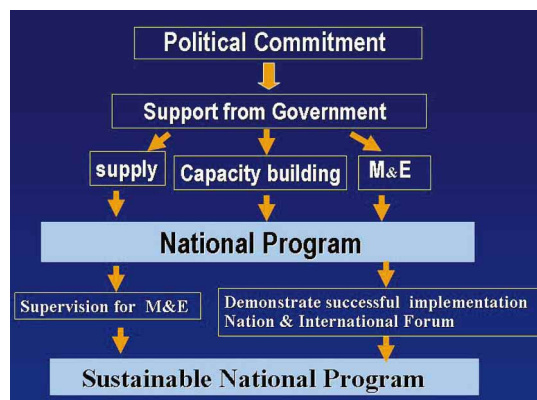 Political Commitment
Support from Government
supply
Capacity building
M&E
National Program
Supervision for M&E
Demonstrate successful implementation
Nation & International Forum
Sustainable National Program